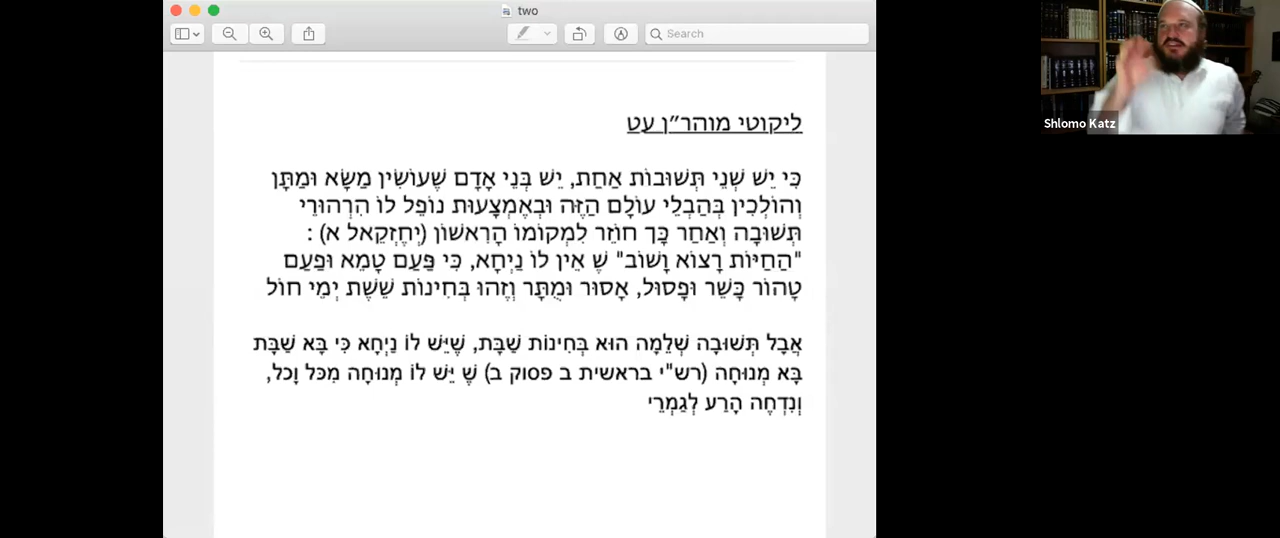 two
Search
ליקוטי מוהר״ן עט
כִּי יֵשׁ שְׁנֵי תְּשׁוּבוֹת אַחַת, יֵשׁ בְּנֵי אָדָם שֶׁעוֹשִׂין מַשָּׂא וּמַתָּן
וְהוֹלְכִין בְּהַבְלֵי עוֹלָם הַזֶּה וּבְאֶמְצָעוּת נוֹפֵל לוֹ הִרְהוּרֵי
תְּשׁוּבָה וְאַחַר כָּךְ חוֹזֵר לִמְקוֹמוֹ הָרִאשׁוֹן (יְחֶזְקֵאל א) :
"הַחַיּוֹת רָצוֹא וָשׁוֹב" שֶׁ אֵין לוֹ נַיְחָא, כִּי פַּעַם טָמֵא וּפַעַם
טָהוֹר כָּשֵׁר וּפָסוּל, אָסוּר וּמֻתָּר וְזֶהוּ בְּחִינוֹת שֵׁשֶׁת יְמֵי חוֹל
אֲבָל תְּשׁוּבָה שְׁלֵמָה הוּא בְּחִינוֹת שַׁבָּת, שֶׁיֵּשׁ לוֹ נַיְחָא כִּי בָּא שַׁבָּת
בָּא מְנוּחָה (רש"י בראשית ב פסוק ב) שֶׁ יֵּשׁ לוֹ מְנוּחָה מִכֹּל וָכֹל,
וְנִדְחֶה הָרַע לְגַמְרֵי
Shlomo Katz